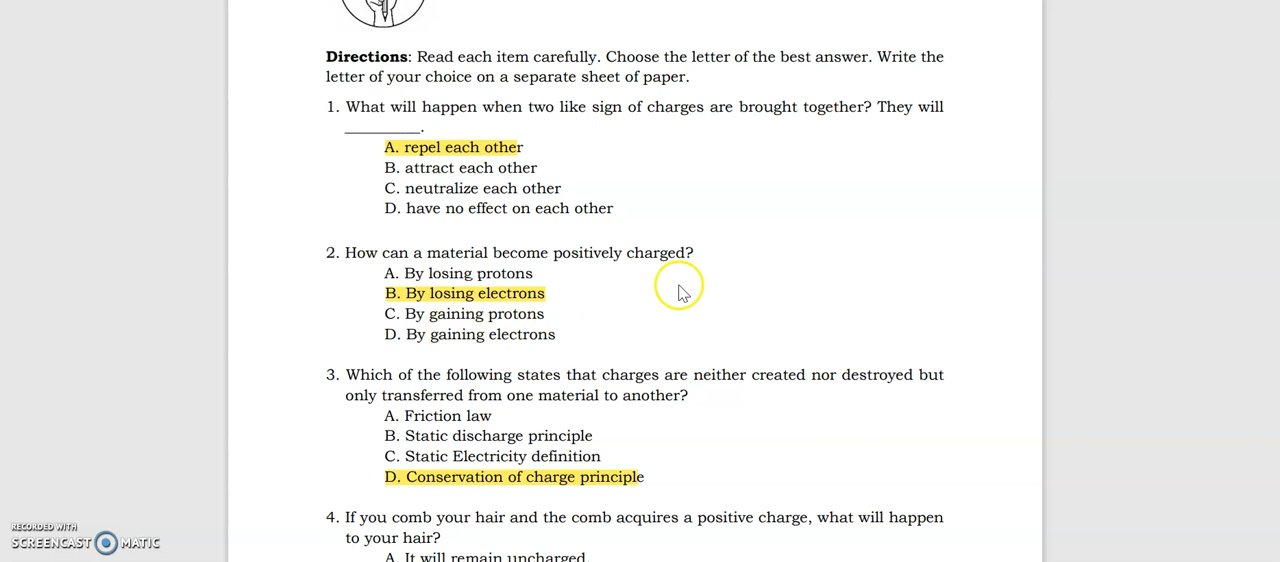 Directions: Read each item carefully. Choose the letter of the best answer. Write the
letter of your choice on a separate sheet of paper.
1. What will happen when two like sign of charges are brought together? They will
__________.
A. repel each other
B. attract each other
C. neutralize each other
D. have no effect on each other
2. How can a material become positively charged?
A. By losing protons
B. By losing electrons
C. By gaining protons
D. By gaining electrons
3. Which of the following states that charges are neither created nor destroyed but
only transferred from one material to another?
A. Friction law
B. Static discharge principle
C. Static Electricity definition
D. Conservation of charge principle
4. If you comb your hair and the comb acquires a positive charge, what will happen
to your hair?
A. It will remain uncharged.
RECORDED WITH
SCREENCAST MATIC